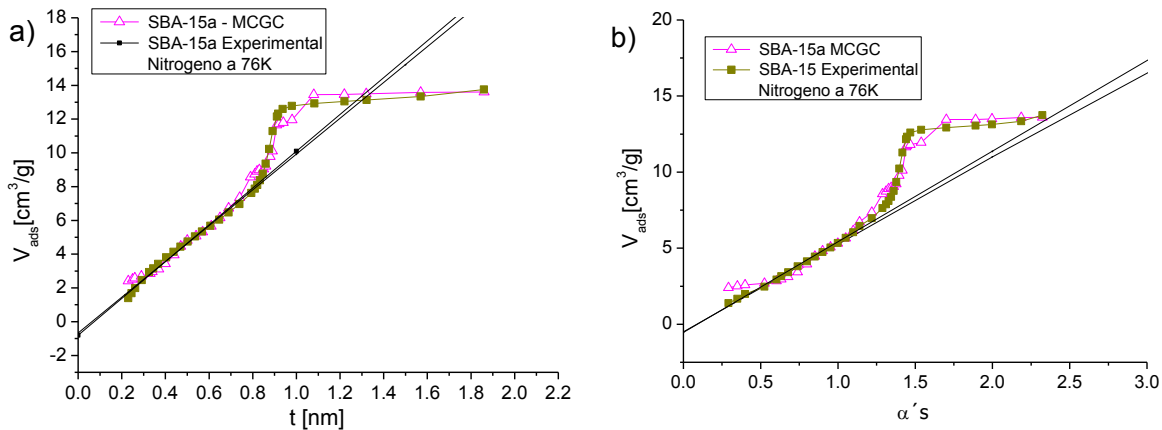 a)
SBA-15a - MCGC
SBA-15a Experimental
Nitrogeno a 76K
V_ads[cm³/g]
18
16
14
12
10
8
6
4
2
0
-2
0.0 0.2 0.4 0.6 0.8 1.0 1.2 1.4 1.6 1.8 2.0 2.2
t [nm]
b)
SBA-15a MCGC
SBA-15 Experimental
Nitrogeno a 76K
V_ads[cm³/g]
20
15
10
5
0
0.0 0.5 1.0 1.5 2.0 2.5 3.0
α´s